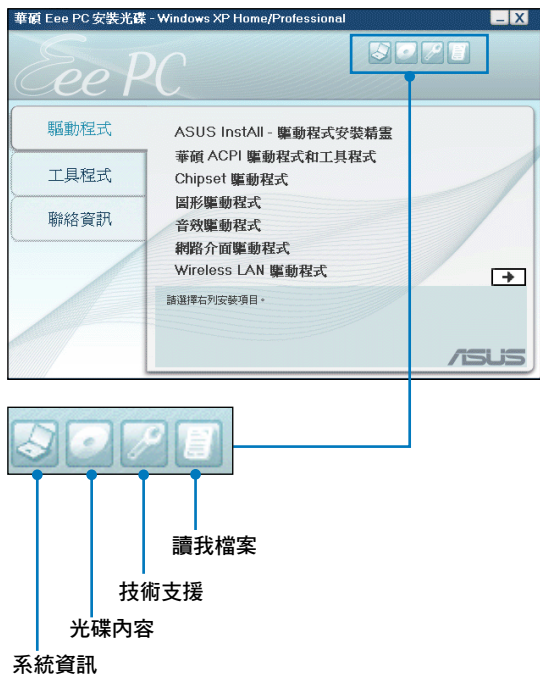 華碩 Eee PC 安裝光碟 - Windows XP Home/Professional
Eee PC
驅動程式
工具程式
聯絡資訊
ASUS InstAll - 驅動程式安裝精靈
華碩 ACPI 驅動程式和工具程式
Chipset 驅動程式
圖形驅動程式
音效驅動程式
網路介面驅動程式
Wireless LAN 驅動程式
請選擇右列安裝項目。
ASUS
讀我檔案
技術支援
光碟內容
系統資訊